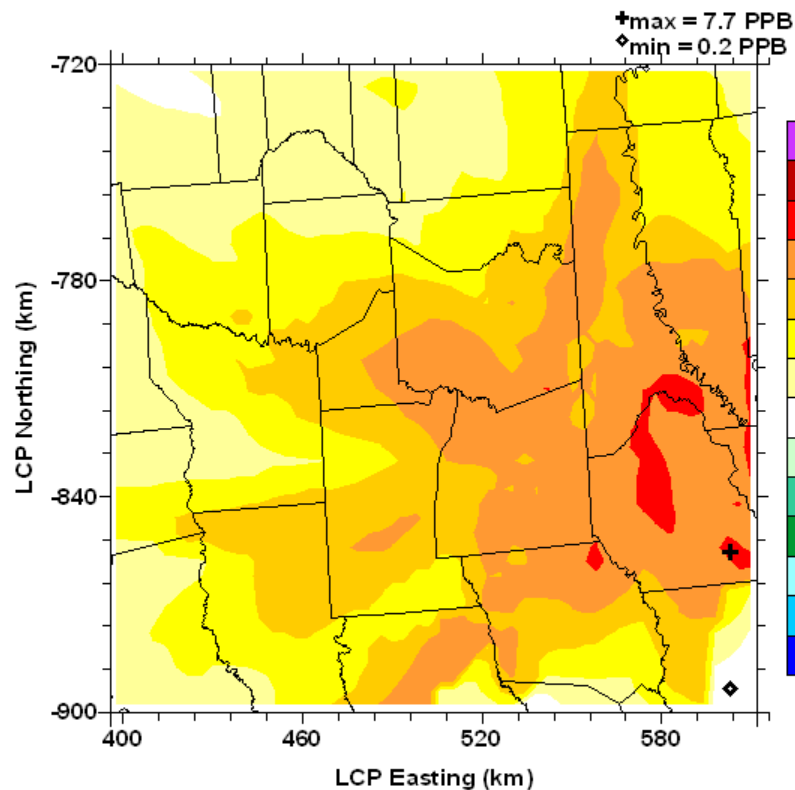 ✚max = 7.7 PPB
⋄min = 0.2 PPB
-720
-780
-840
-900
400 460 520 580
LCP Northing (km)
LCP Easting (km)